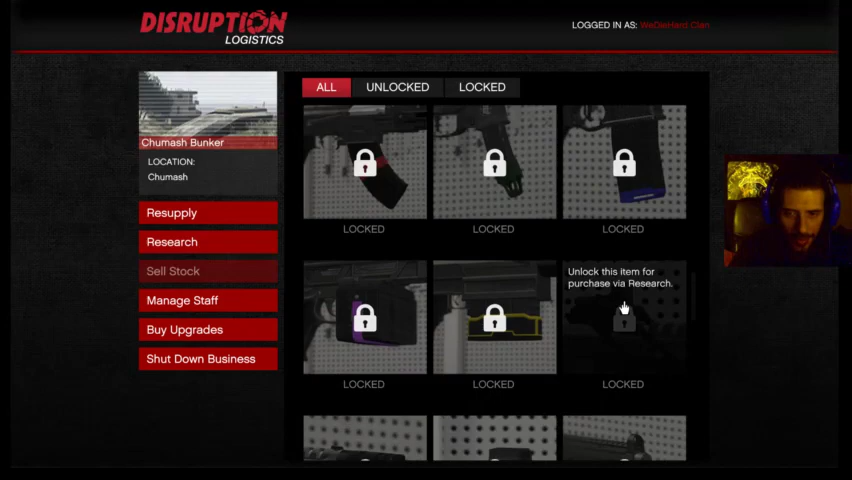 DISRUPTION
LOGISTICS
LOGGED IN AS: WeDieHard Clan
Chumash Bunker
LOCATION:
Chumash
Resupply
Research
Sell Stock
Manage Staff
Buy Upgrades
Shut Down Business
ALL UNLOCKED LOCKED
LOCKED LOCKED LOCKED
Unlock this item for
purchase via Research.
LOCKED LOCKED LOCKED